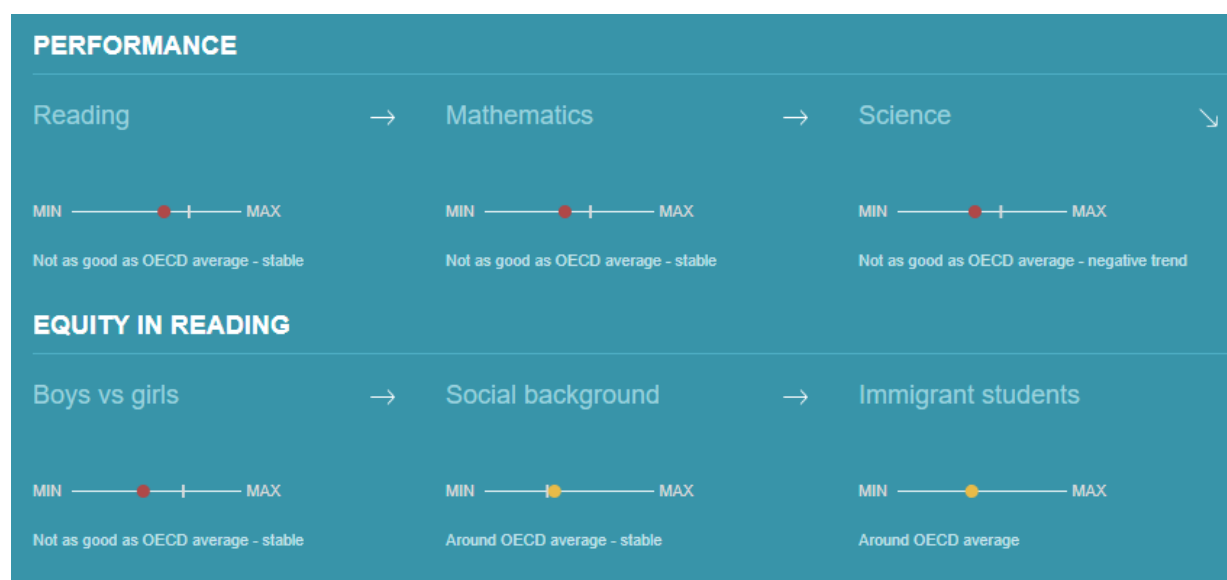 PERFORMANCE
Reading → Mathematics → Science ↘
MIN MAX MIN MAX MIN MAX
Not as good as OECD average - stable Not as good as OECD average - stable Not as good as OECD average - negative trend
EQUITY IN READING
Boys vs girls → Social background → Immigrant students
MIN MAX MIN MAX MIN MAX
Not as good as OECD average - stable Around OECD average - stable Around OECD average